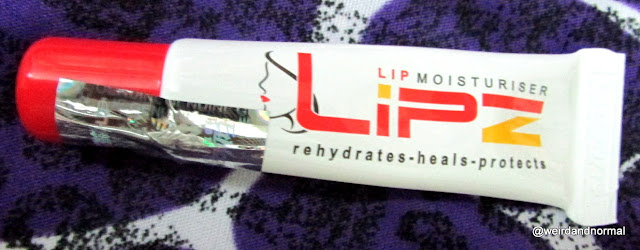 LIP MOISTURISER
LiPZ
rehydrates-heals-protects
@weirdandnormal